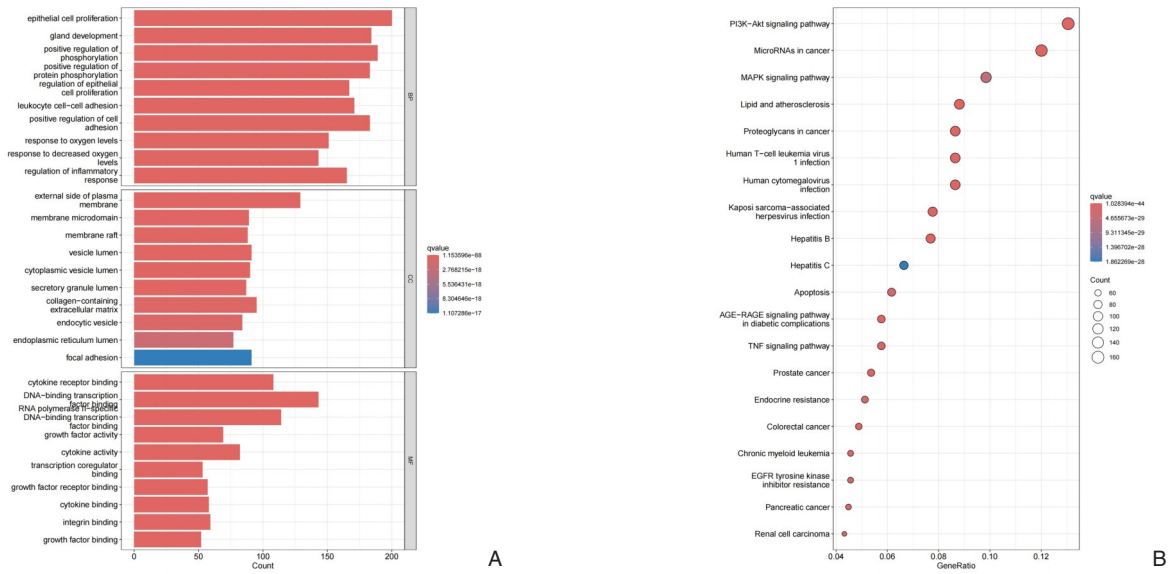 epithelial cell proliferation
gland development
positive regulation of
phosphorylation
positive regulation of
protein phosphorylation
regulation of epithelial
cell proliferation
leukocyte cell−cell adhesion
positive regulation of cell
adhesion
response to oxygen levels
response to decreased oxygen
levels
regulation of inflammatory
response
BP
external side of plasma
membrane
membrane microdomain
membrane raft
vesicle lumen
cytoplasmic vesicle lumen
secretory granule lumen
collagen−containing
extracellular matrix
endocytic vesicle
endoplasmic reticulum lumen
focal adhesion
CC
cytokine receptor binding
DNA−binding transcription
factor binding
RNA polymerase II−specific
DNA−binding transcription
factor binding
growth factor activity
cytokine activity
transcription coregulator
binding
growth factor receptor binding
cytokine binding
integrin binding
growth factor binding
MF
0 50 100 150 200
Count
qvalue
1.153596e−88
2.768215e−18
5.536431e−18
8.304646e−18
1.107286e−17
A
PI3K−Akt signaling pathway
MicroRNAs in cancer
MAPK signaling pathway
Lipid and atherosclerosis
Proteoglycans in cancer
Human T−cell leukemia virus
1 infection
Human cytomegalovirus
infection
Kaposi sarcoma−associated
herpesvirus infection
Hepatitis B
Hepatitis C
Apoptosis
AGE−RAGE signaling pathway
in diabetic complications
TNF signaling pathway
Prostate cancer
Endocrine resistance
Colorectal cancer
Chronic myeloid leukemia
EGFR tyrosine kinase
inhibitor resistance
Pancreatic cancer
Renal cell carcinoma
0.04 0.06 0.08 0.10 0.12
GeneRatio
qvalue
1.028394e−44
4.655673e−29
9.311345e−29
1.396702e−28
1.862269e−28
Count
60
80
100
120
140
160
B